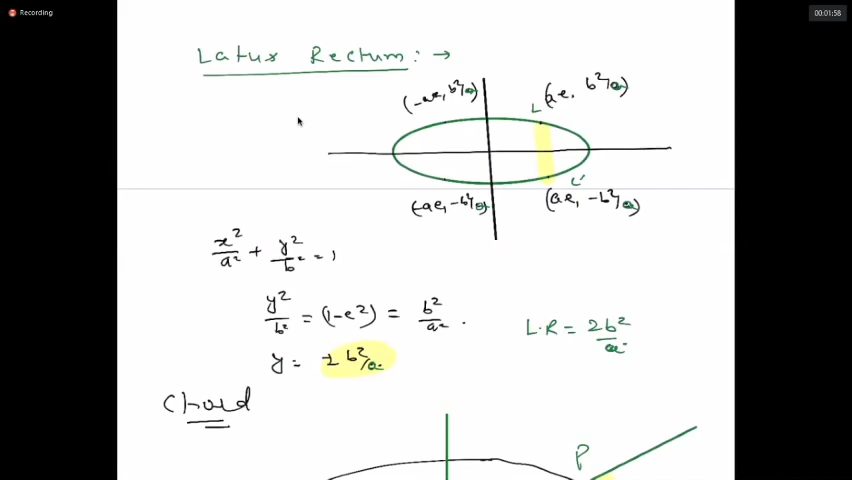 Recording
00:01:58
Latus Rectum : →
(-ae, b²/a)
(ae, b²/a)
L
L'
(-ae, -b²/a)
(ae, -b²/a)
x²/a² + y²/b² = 1
y²/b² = (1-e²) = b²/a².
L.R = 2b²/a
y = ± b²/a
Chord
P